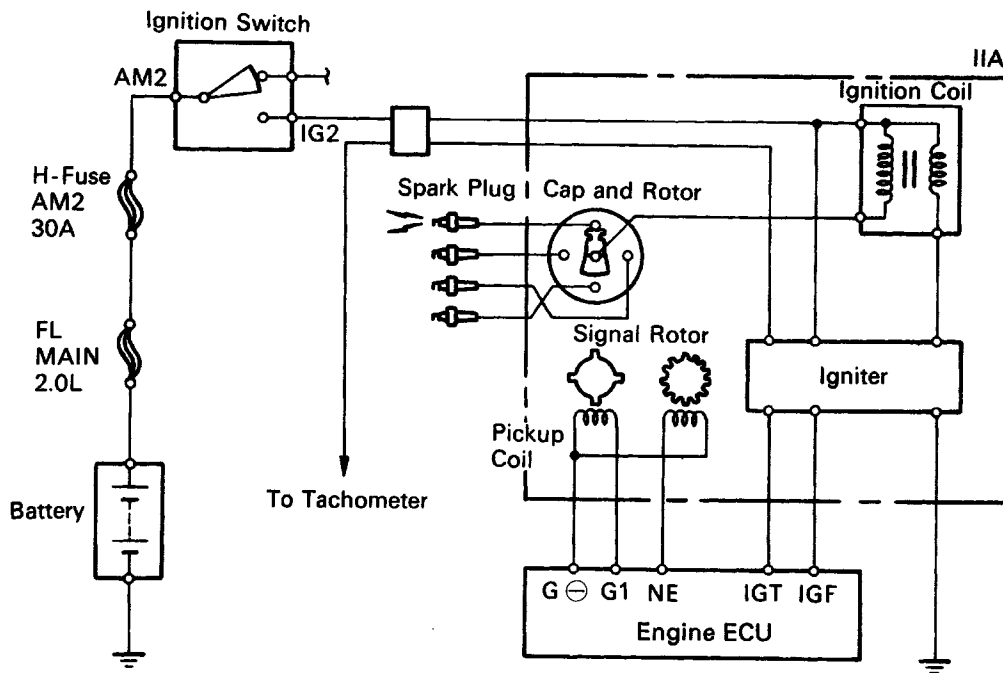 Ignition Switch
AM2
IG2
IIA
Ignition Coil
H-Fuse
AM2
30A
Spark Plug
Cap and Rotor
FL
MAIN
2.0L
Signal Rotor
Igniter
Pickup
Coil
Battery
To Tachometer
G ⊖
G1
NE
IGT
IGF
Engine ECU